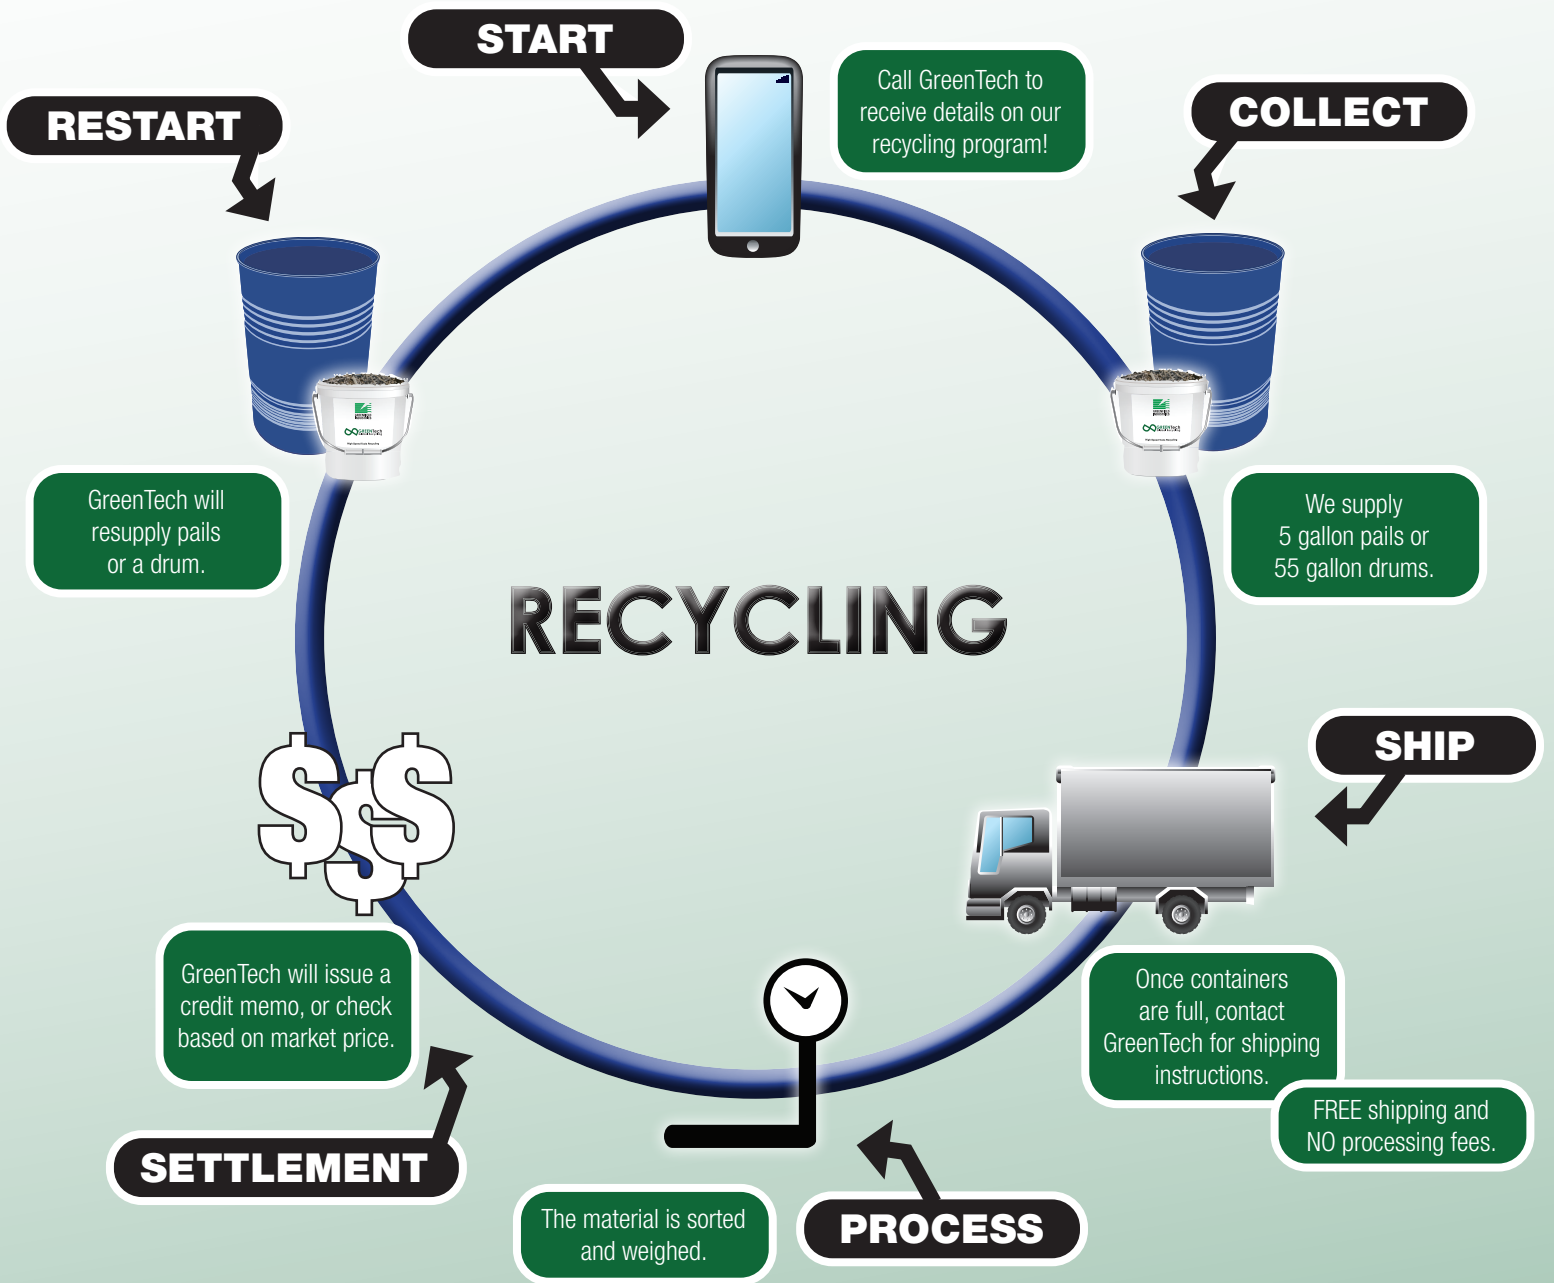 START
Call GreenTech to
receive details on our
recycling program!
COLLECT
We supply
5 gallon pails or
55 gallon drums.
SHIP
Once containers
are full, contact
GreenTech for shipping
instructions.
FREE shipping and
NO processing fees.
PROCESS
The material is sorted
and weighed.
SETTLEMENT
GreenTech will issue a
credit memo, or check
based on market price.
$$$
RESTART
GreenTech will
resupply pails
or a drum.
RECYCLING
GREENTech
GREENTech